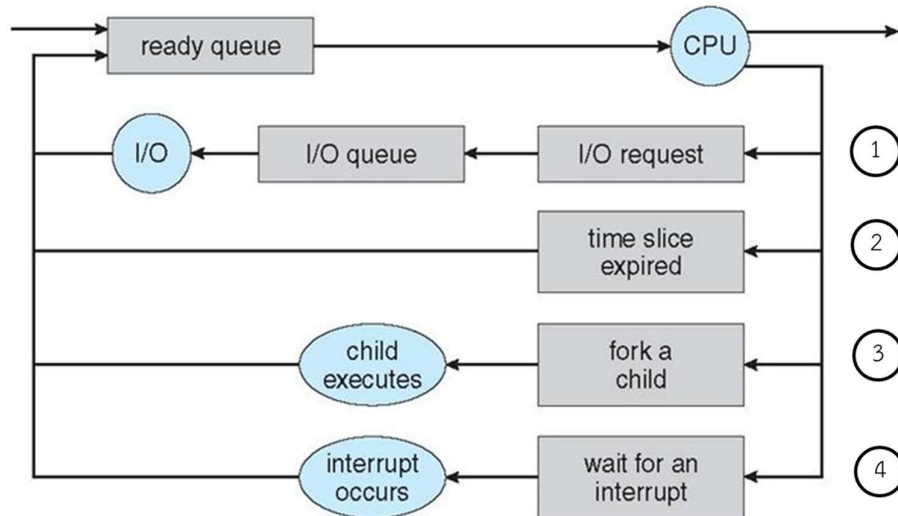 ready queue
CPU
I/O
I/O queue
I/O request
1
time slice
expired
2
child
executes
fork a
child
3
interrupt
occurs
wait for an
interrupt
4